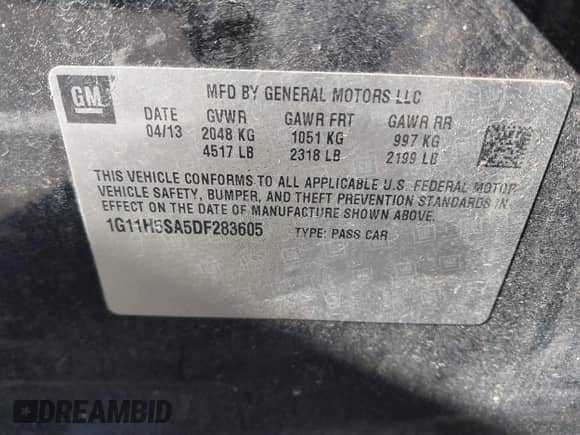 GM
MFD BY GENERAL MOTORS LLC
DATE GVWR GAWR FRT GAWR RR
04/13 2048 KG 1051 KG 997 KG
4517 LB 2318 LB 2199 LB
THIS VEHICLE CONFORMS TO ALL APPLICABLE U.S. FEDERAL MOTOR
VEHICLE SAFETY, BUMPER, AND THEFT PREVENTION STANDARDS IN
EFFECT ON THE DATE OF MANUFACTURE SHOWN ABOVE.
1G11H5SA5DF283605 TYPE: PASS CAR
DREAMBID